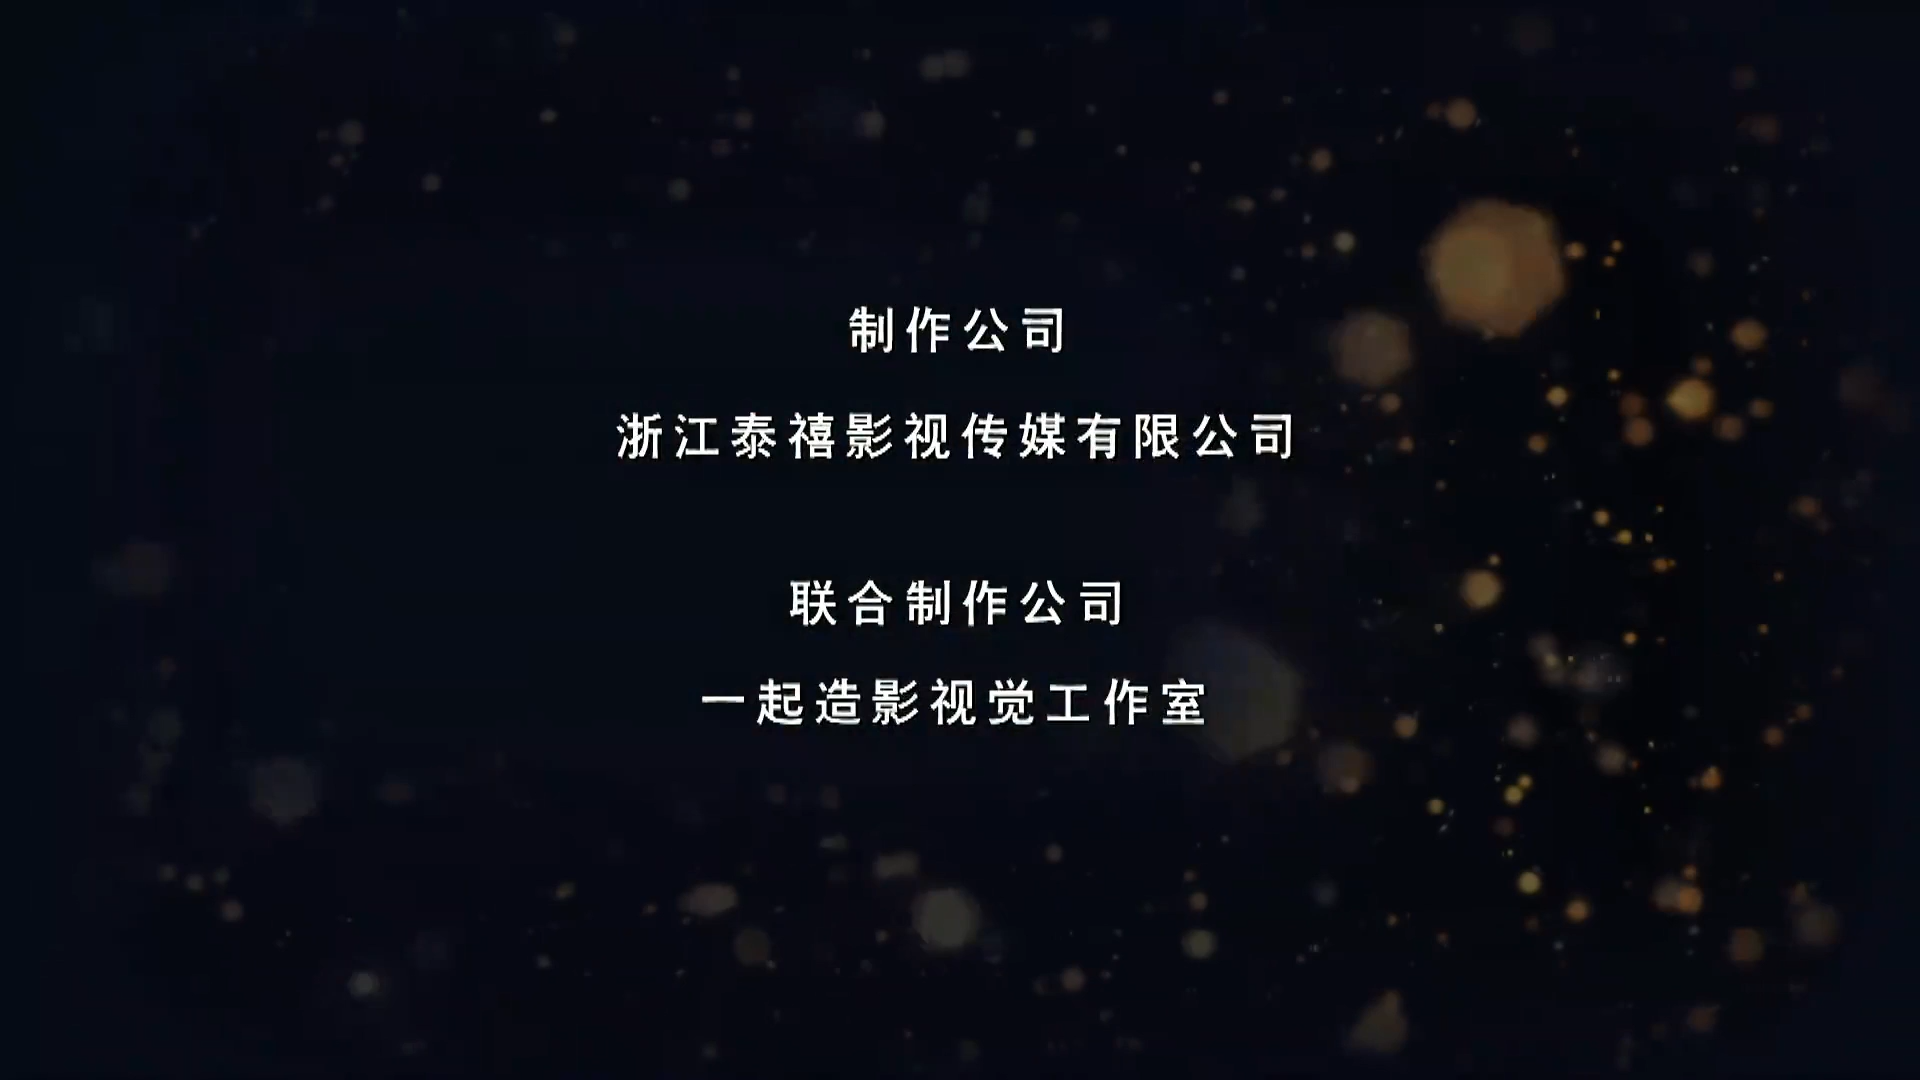 制作公司
浙江泰禧影视传媒有限公司
联合制作公司
一起造影视觉工作室